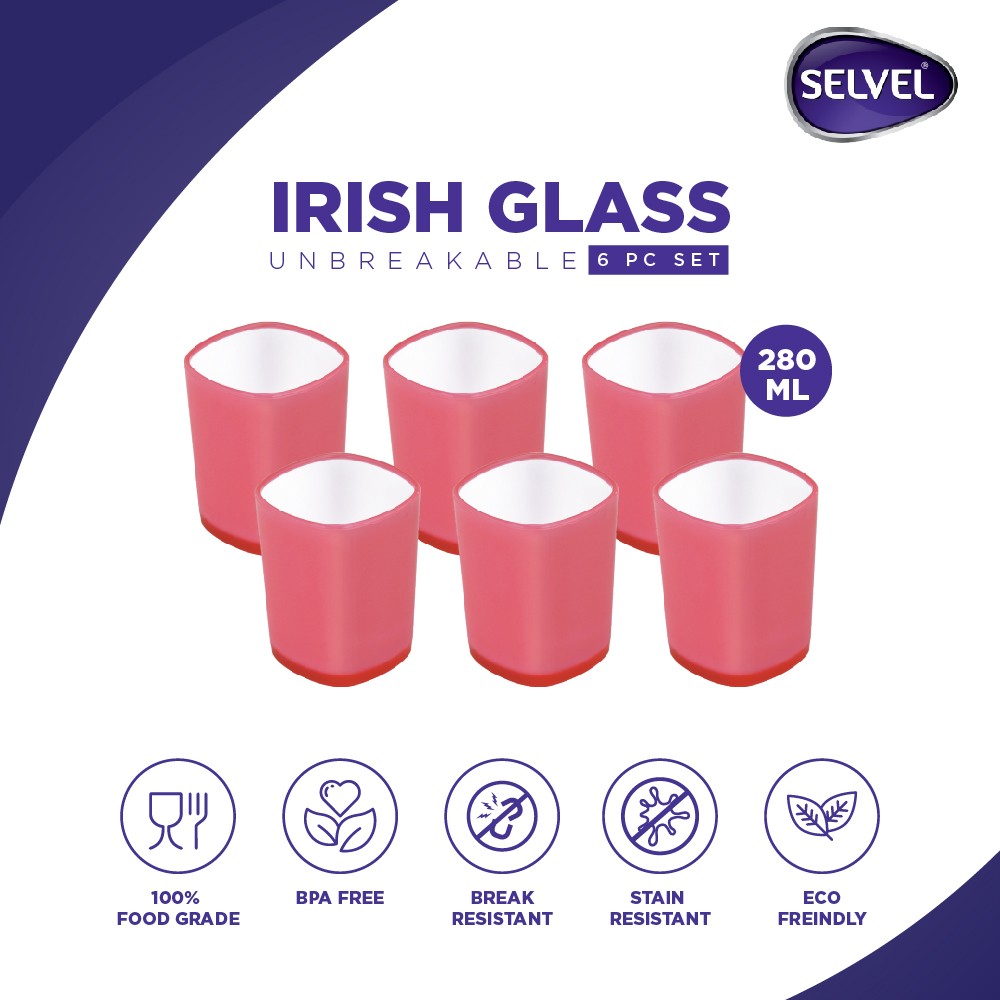 SELVEL®
IRISH GLASS
UNBREAKABLE 6 PC SET
280
ML
100%
FOOD GRADE
BPA FREE
BREAK
RESISTANT
STAIN
RESISTANT
ECO
FREINDLY